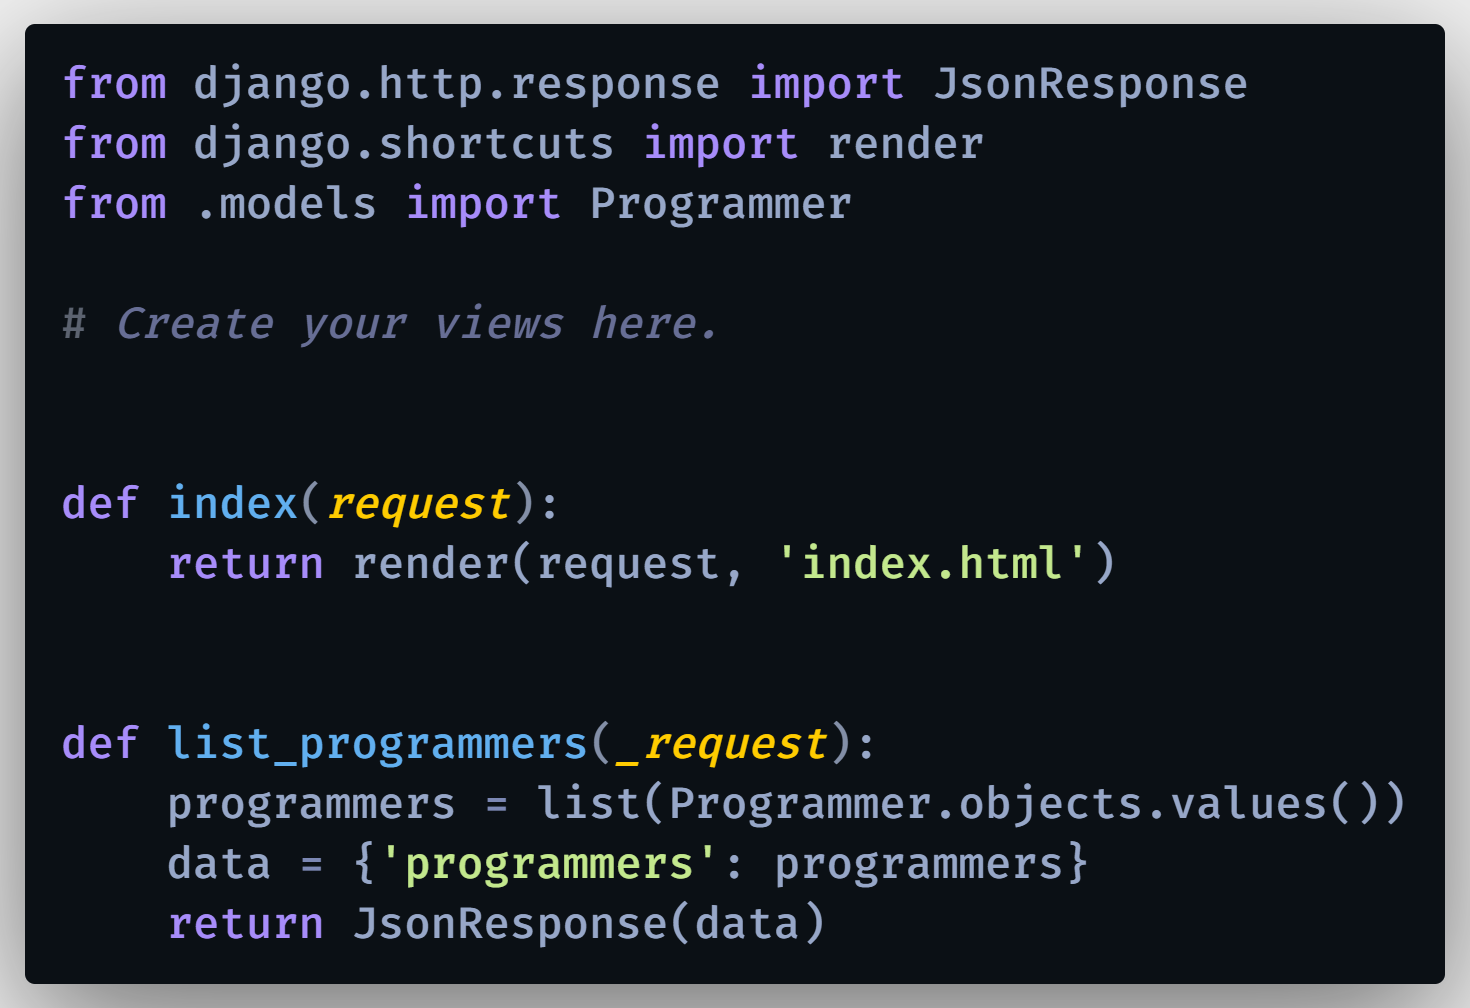 from django.http.response import JsonResponse
from django.shortcuts import render
from .models import Programmer
# Create your views here.
def index(request):
    return render(request, 'index.html')
def list_programmers(_request):
    programmers = list(Programmer.objects.values())
    data = {'programmers': programmers}
    return JsonResponse(data)